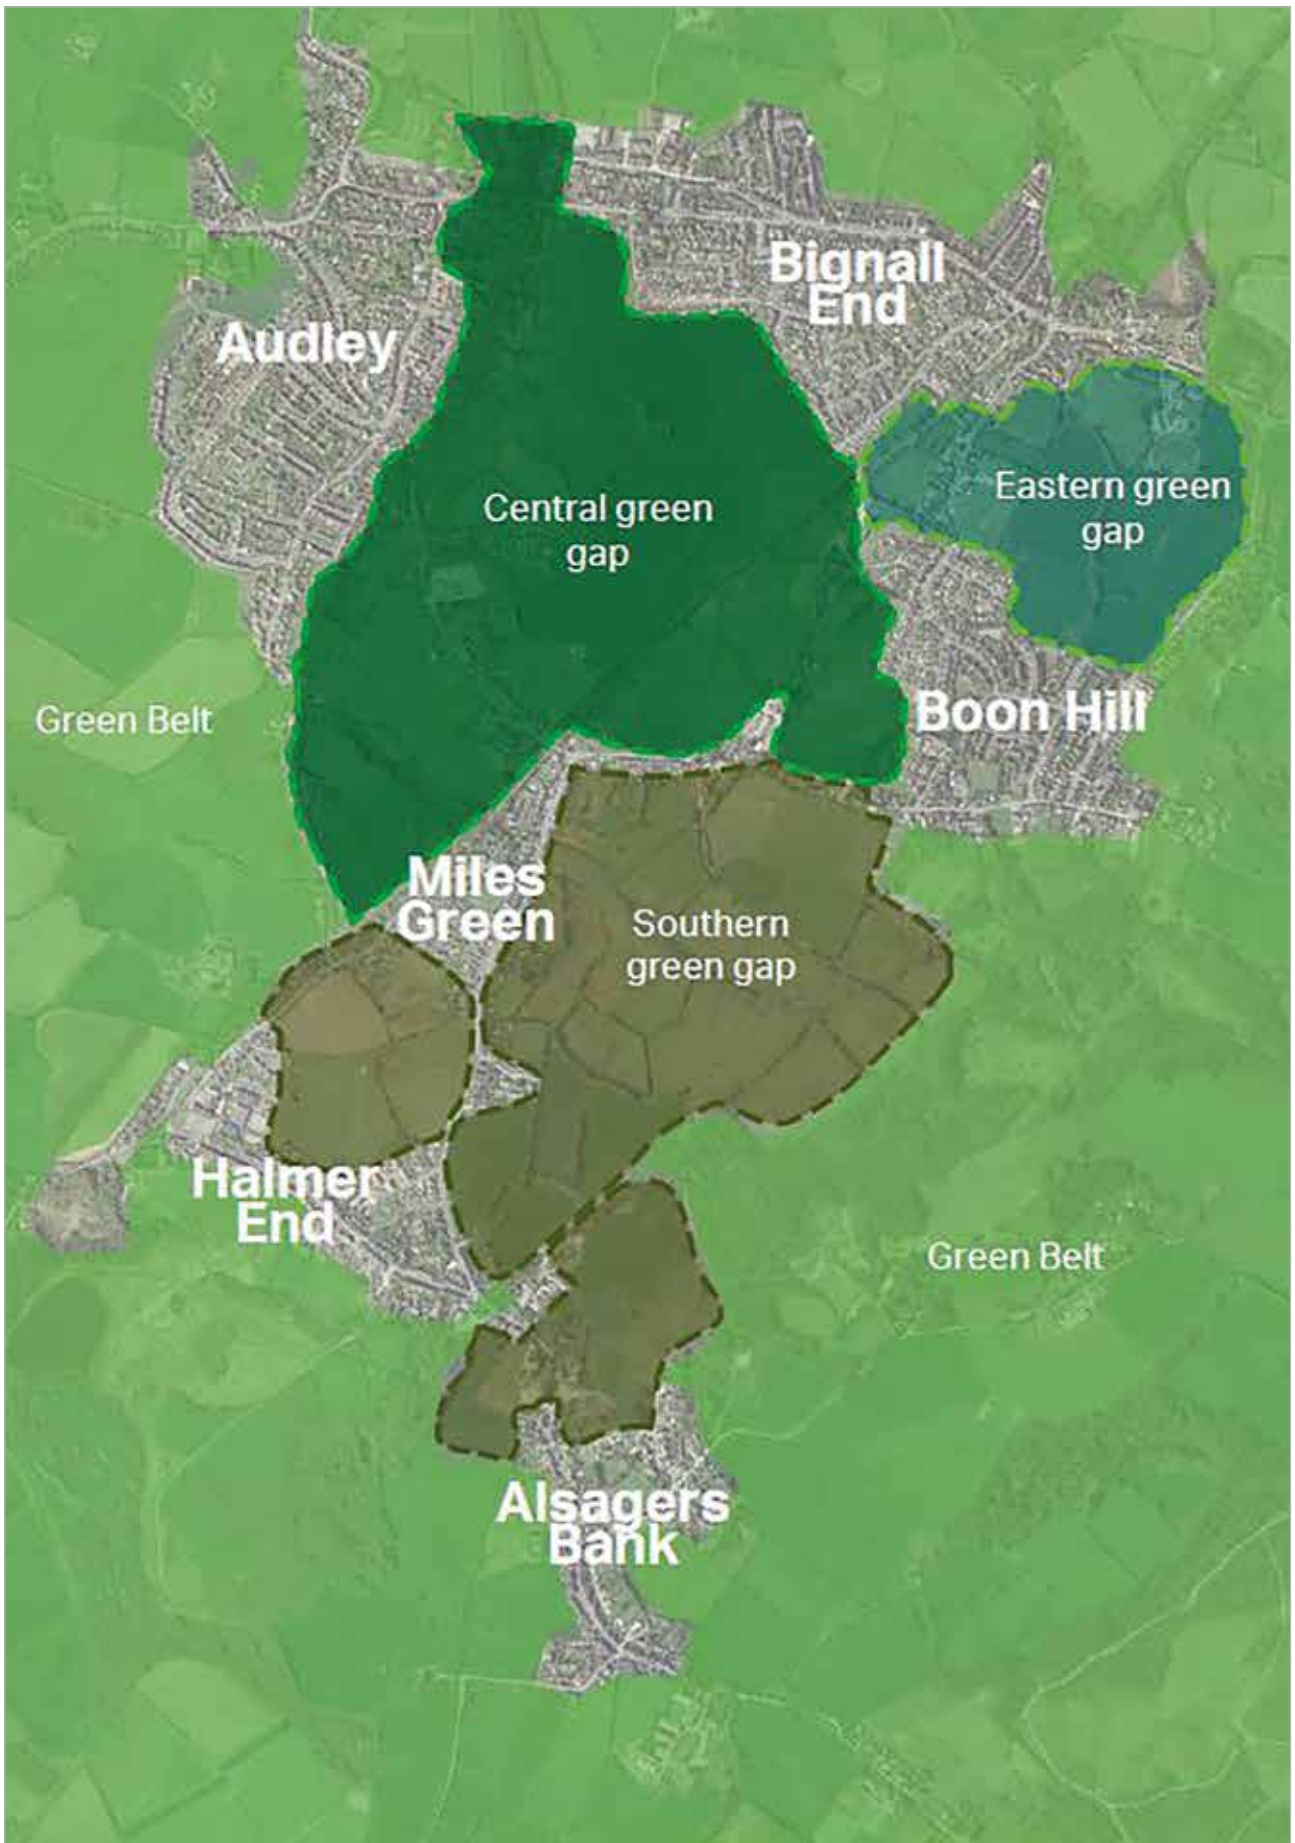 Bignall
End
Audley
Eastern green
gap
Central green
gap
Boon Hill
Green Belt
Miles
Green
Southern
green gap
Halmer
End
Green Belt
Alsagers
Bank